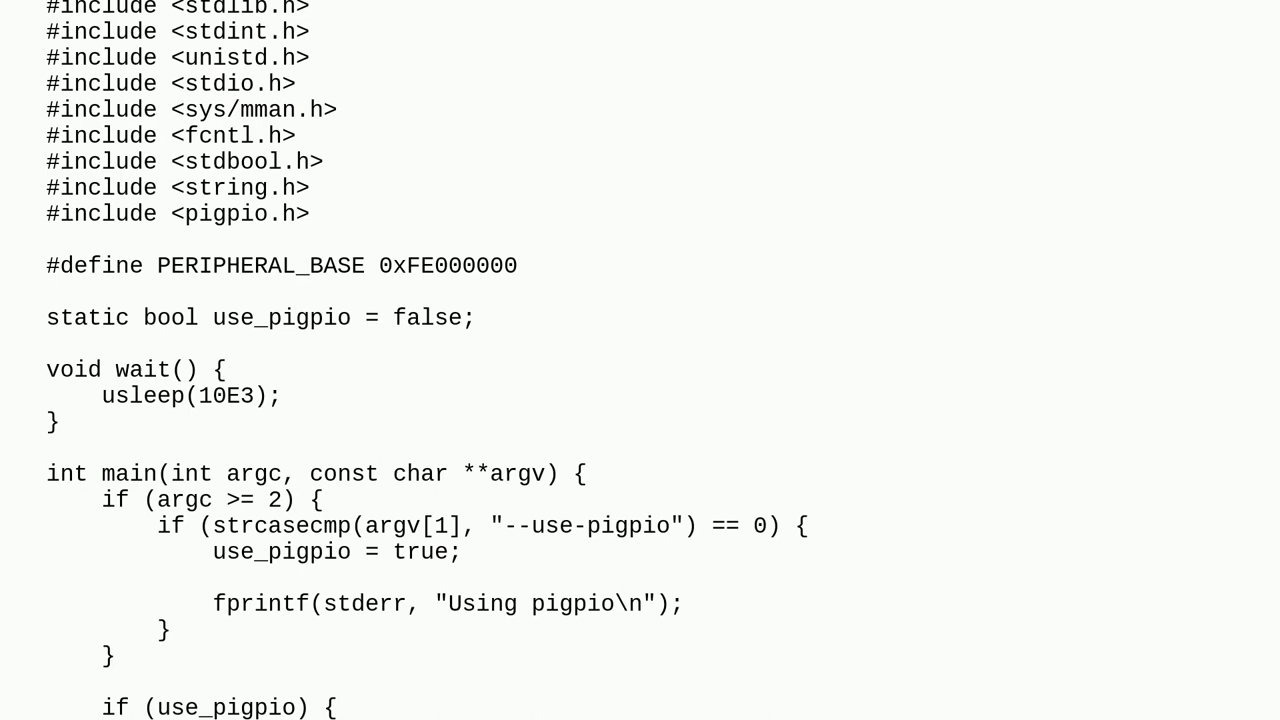 #include <stdlib.h>
#include <stdint.h>
#include <unistd.h>
#include <stdio.h>
#include <sys/mman.h>
#include <fcntl.h>
#include <stdbool.h>
#include <string.h>
#include <pigpio.h>

#define PERIPHERAL_BASE 0xFE000000

static bool use_pigpio = false;

void wait() {
    usleep(10E3);
}

int main(int argc, const char **argv) {
    if (argc >= 2) {
        if (strcasecmp(argv[1], "--use-pigpio") == 0) {
            use_pigpio = true;

            fprintf(stderr, "Using pigpio\n");
        }
    }

    if (use_pigpio) {